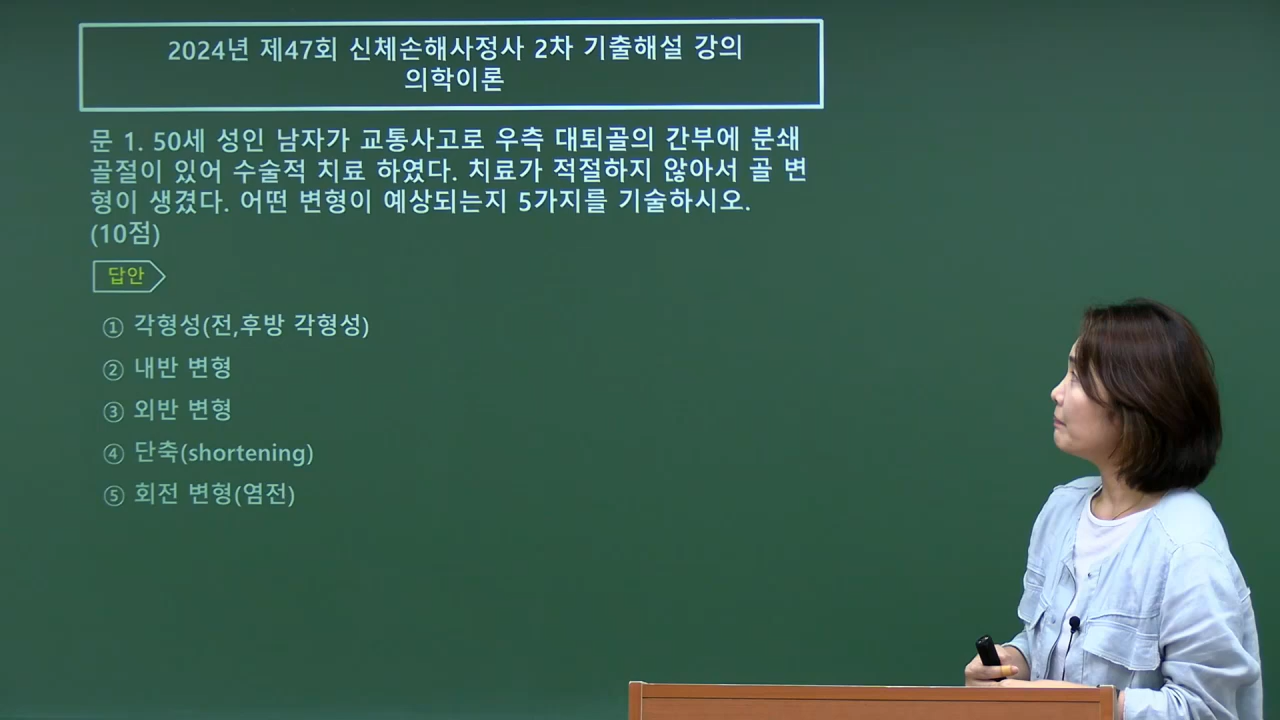 2024년 제47회 신체손해사정사 2차 기출해설 강의
의학이론
문 1. 50세 성인 남자가 교통사고로 우측 대퇴골의 간부에 분쇄
골절이 있어 수술적 치료 하였다. 치료가 적절하지 않아서 골 변
형이 생겼다. 어떤 변형이 예상되는지 5가지를 기술하시오.
(10점)
답안
① 각형성(전,후방 각형성)
② 내반 변형
③ 외반 변형
④ 단축(shortening)
⑤ 회전 변형(염전)